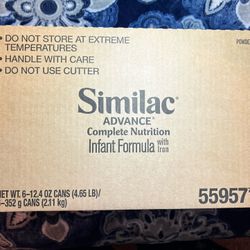 • DO NOT STORE AT EXTREME
TEMPERATURES
• HANDLE WITH CARE
• DO NOT USE CUTTER
POWDE
Similac®
ADVANCE®
Complete Nutrition
Infant Formula with Iron
NET WT. 6–12.4 OZ CANS (4.65 LB)/
–352 g CANS (2.11 kg)
55957